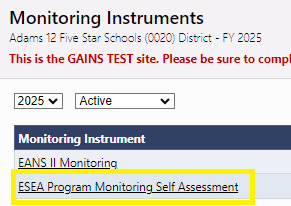 Monitoring Instruments
Adams 12 Five Star Schools (0020) District - FY 2025
This is the GAINS TEST site. Please be sure to
2025 Active
Monitoring Instrument
EANS II Monitoring
ESEA Program Monitoring Self Assessment